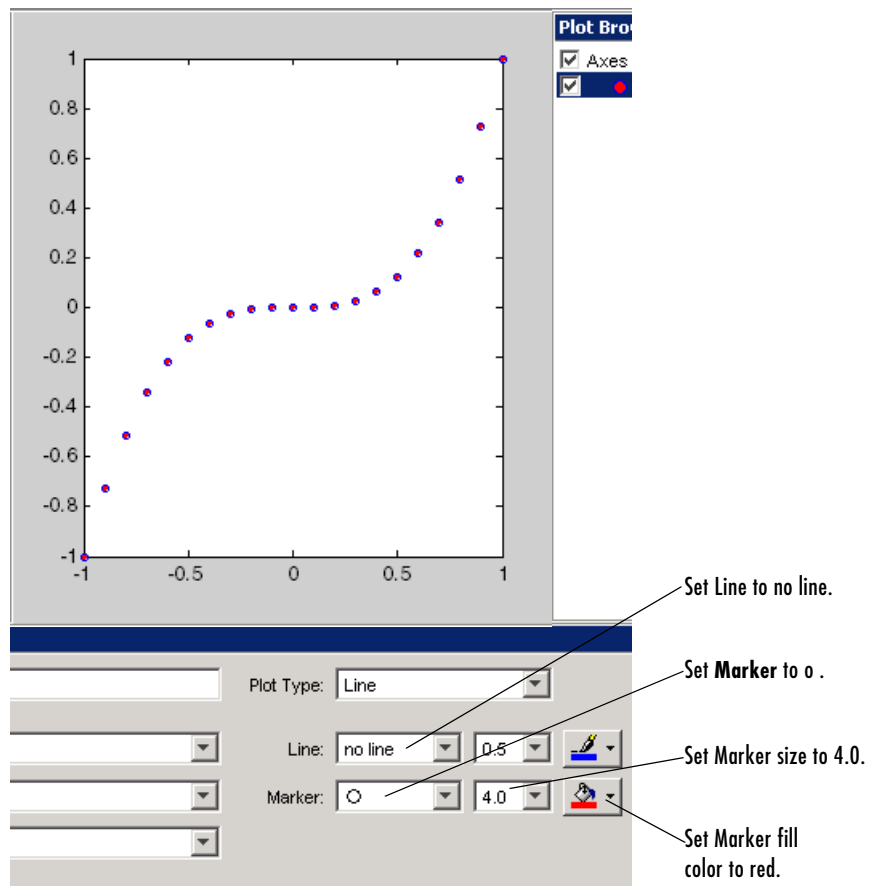 Plot Bro
Axes
1
0.8
0.6
0.4
0.2
0
-0.2
-0.4
-0.6
-0.8
-1
-1 -0.5 0 0.5 1
Set Line to no line.
Set Marker to o .
Plot Type: Line
Line: no line 0.5
Set Marker size to 4.0.
Marker: O 4.0
Set Marker fill
color to red.